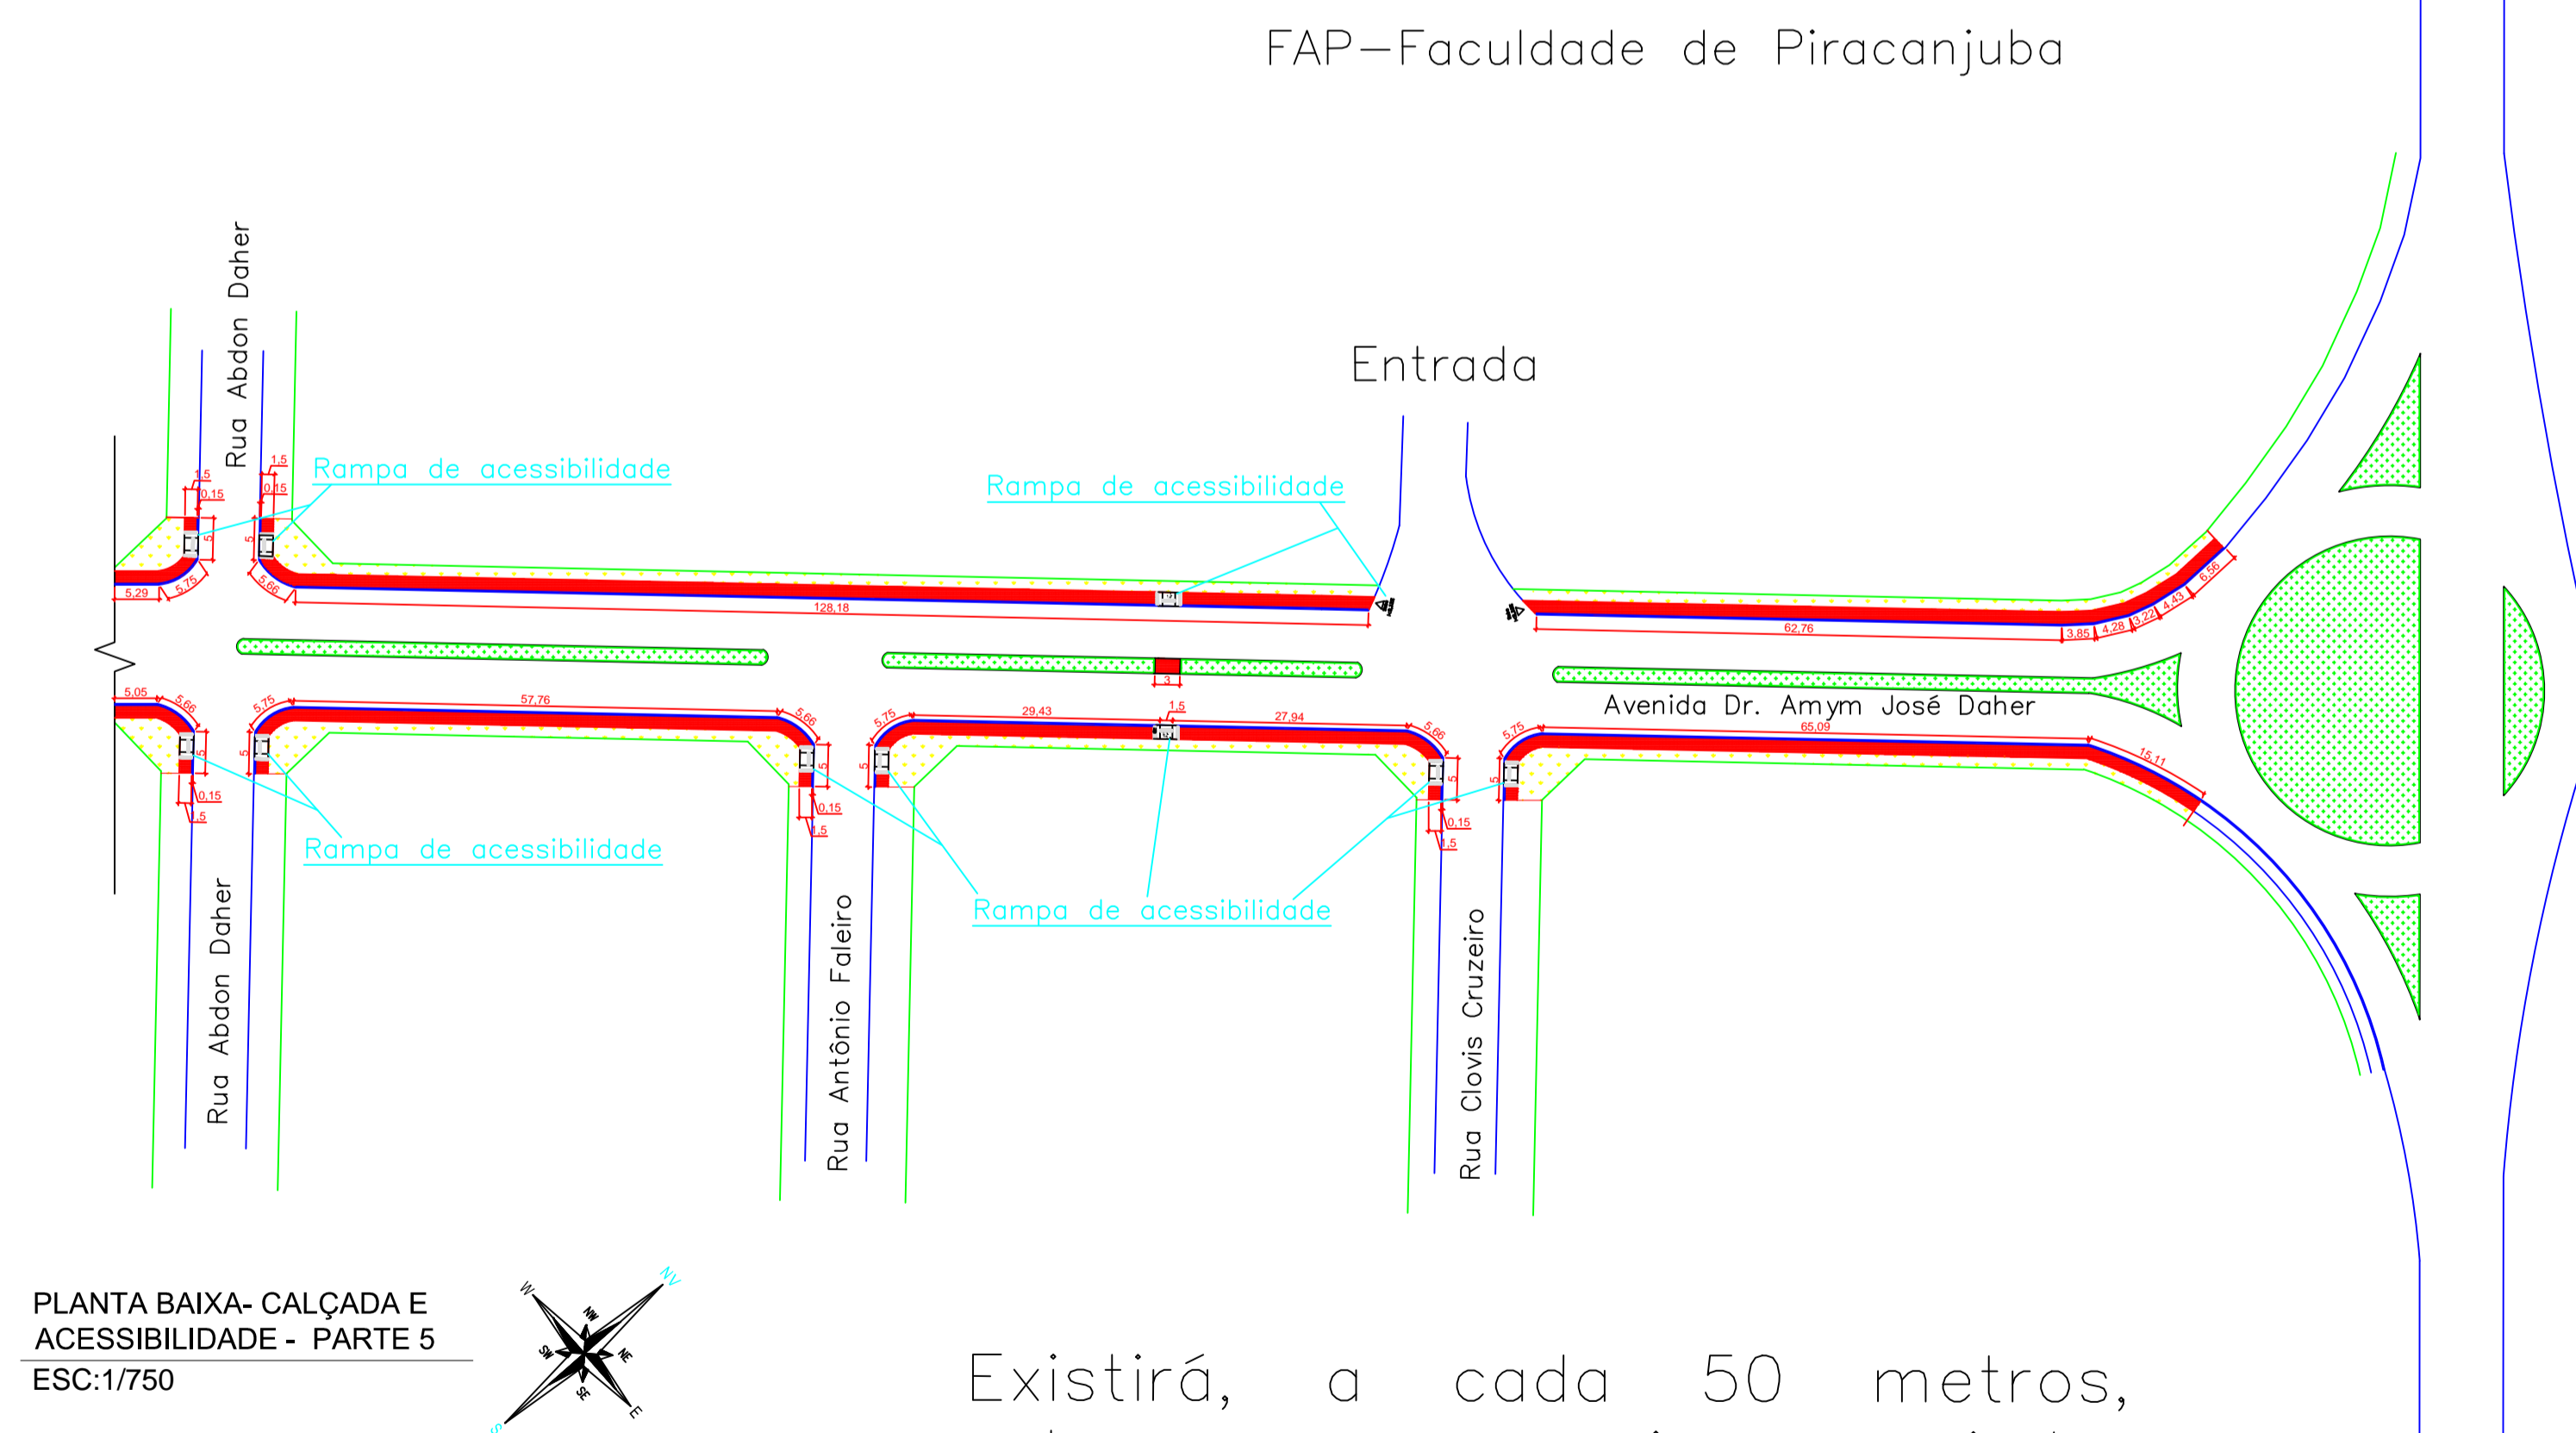 FAP-Faculdade de Piracanjuba
Rua Abdon Daher
Entrada
Rampa de acessibilidade
Rampa de acessibilidade
1,5
0,15
5
5,29
5,75
1,5
0,15
5
5,66
128,18
62,76
3,85
4,28
3,22
4,43
6,56
3
Avenida Dr. Amym José Daher
5,05
5,66
5
0,15
1,5
5,75
5
57,76
5,66
5
0,15
1,5
5,75
5
29,43
1,5
27,94
5,66
5
0,15
1,5
5,75
5
65,09
15,11
Rampa de acessibilidade
Rampa de acessibilidade
Rua Abdon Daher
Rua Antônio Faleiro
Rua Clovis Cruzeiro
PLANTA BAIXA- CALÇADA E
ACESSIBILIDADE - PARTE 5
ESC:1/750
W
NV
NW
SW
NE
SE
E
S
Existirá, a cada 50 metros,